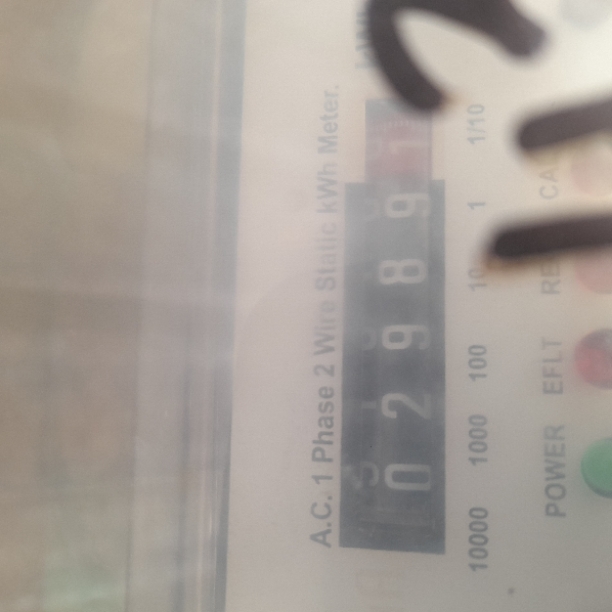 A.C. 1 Phase 2 Wire Static kWh Meter.
0 2 9 8 9 1
10000 1000 100 10 1 1/10
POWER EFLT